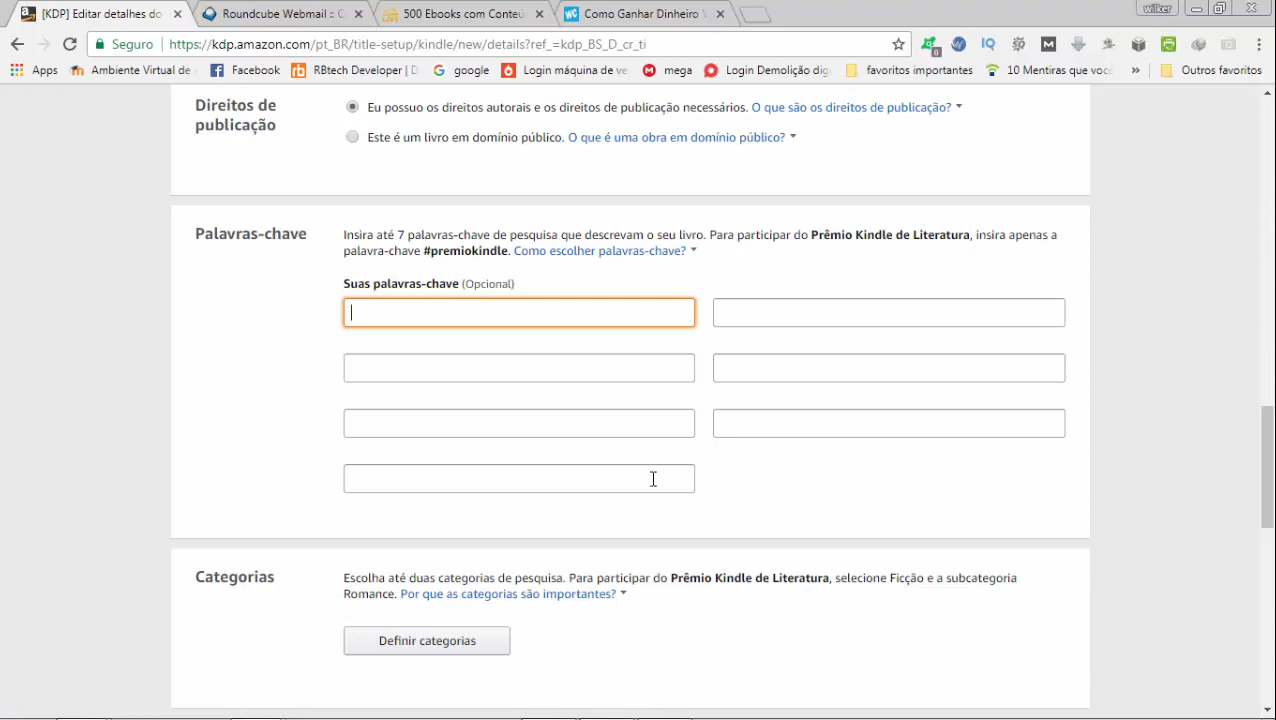 [KDP] Editar detalhes do
Roundcube Webmail :: C
500 Ebooks com Conteú
WC Como Ganhar Dinheiro V
wilker
Seguro
https://kdp.amazon.com/pt_BR/title-setup/kindle/new/details?ref_=kdp_BS_D_cr_ti
Apps Ambiente Virtual de Facebook RBtech Developer | D google Login máquina de ve mega Login Demolição dig favoritos importantes 10 Mentiras que voc » Outros favoritos
Direitos de
publicação
Eu possuo os direitos autorais e os direitos de publicação necessários. O que são os direitos de publicação?
Este é um livro em domínio público. O que é uma obra em domínio público?
Palavras-chave
Insira até 7 palavras-chave de pesquisa que descrevam o seu livro. Para participar do Prêmio Kindle de Literatura, insira apenas a
palavra-chave #premiokindle. Como escolher palavras-chave?
Suas palavras-chave (Opcional)
Categorias
Escolha até duas categorias de pesquisa. Para participar do Prêmio Kindle de Literatura, selecione Ficção e a subcategoria
Romance. Por que as categorias são importantes?
Definir categorias